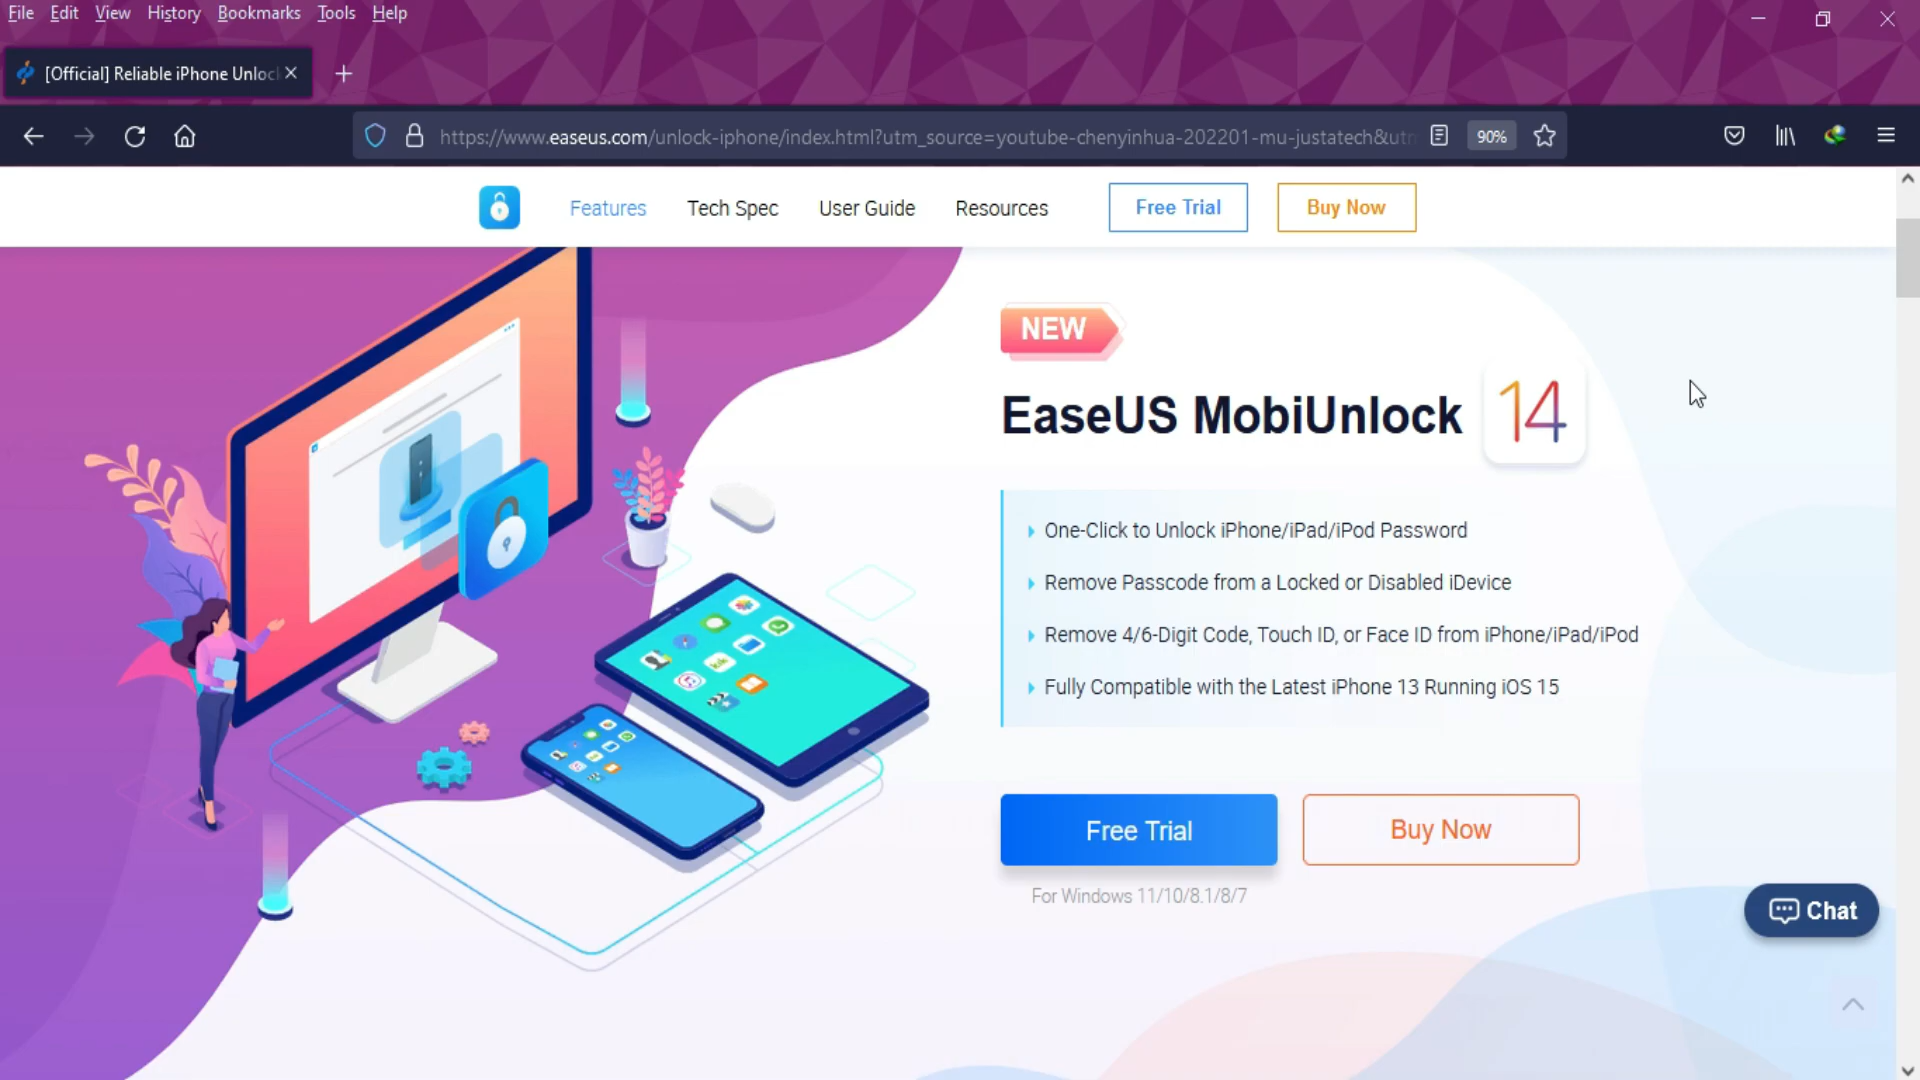 File Edit View History Bookmarks Tools Help
[Official] Reliable iPhone Unloc
https://www.easeus.com/unlock-iphone/index.html?utm_source=youtube-chenyinhua-202201-mu-justatech&utm
90%
Features Tech Spec User Guide Resources Free Trial Buy Now
NEW
EaseUS MobiUnlock 14
One-Click to Unlock iPhone/iPad/iPod Password
Remove Passcode from a Locked or Disabled iDevice
Remove 4/6-Digit Code, Touch ID, or Face ID from iPhone/iPad/iPod
Fully Compatible with the Latest iPhone 13 Running iOS 15
Free Trial Buy Now
For Windows 11/10/8.1/8/7
Chat